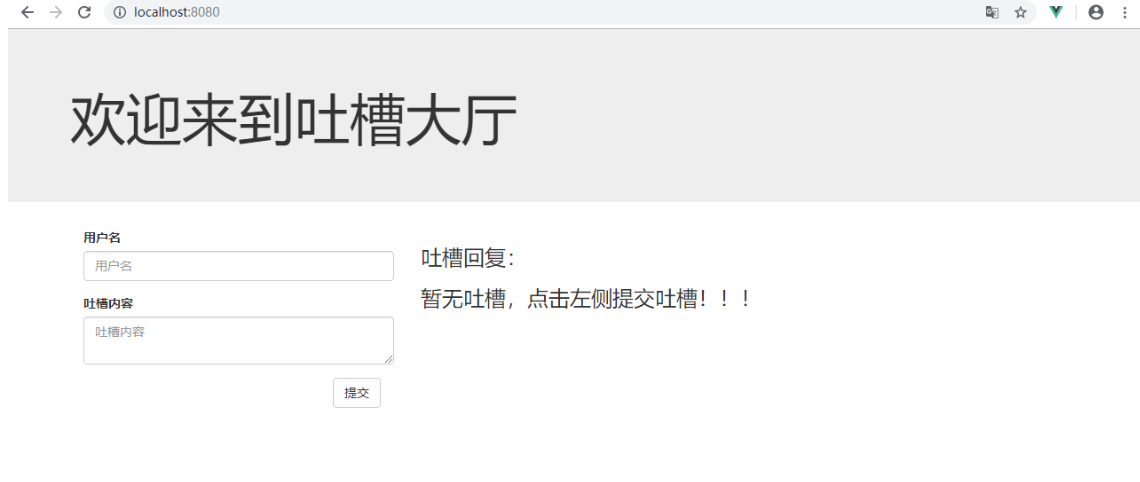 localhost:8080
欢迎来到吐槽大厅
用户名
用户名
吐槽内容
吐槽内容
提交
吐槽回复：
暂无吐槽，点击左侧提交吐槽！！！